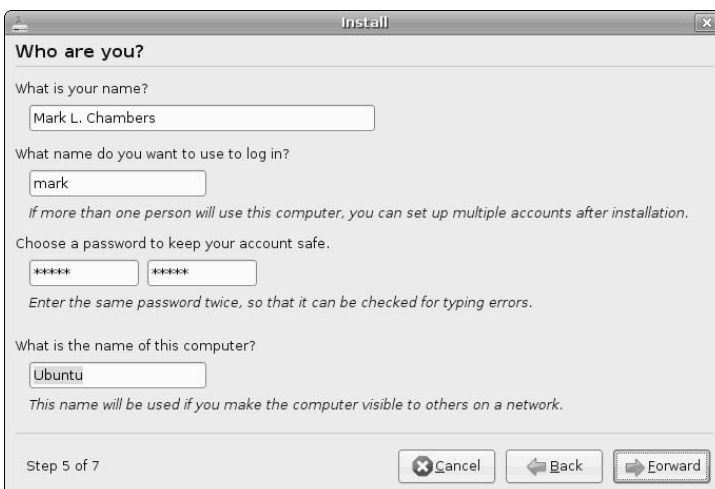 Install
Who are you?
What is your name?
Mark L. Chambers
What name do you want to use to log in?
mark
If more than one person will use this computer, you can set up multiple accounts after installation.
Choose a password to keep your account safe.
***** *****
Enter the same password twice, so that it can be checked for typing errors.
What is the name of this computer?
Ubuntu
This name will be used if you make the computer visible to others on a network.
Step 5 of 7 Cancel Back Forward